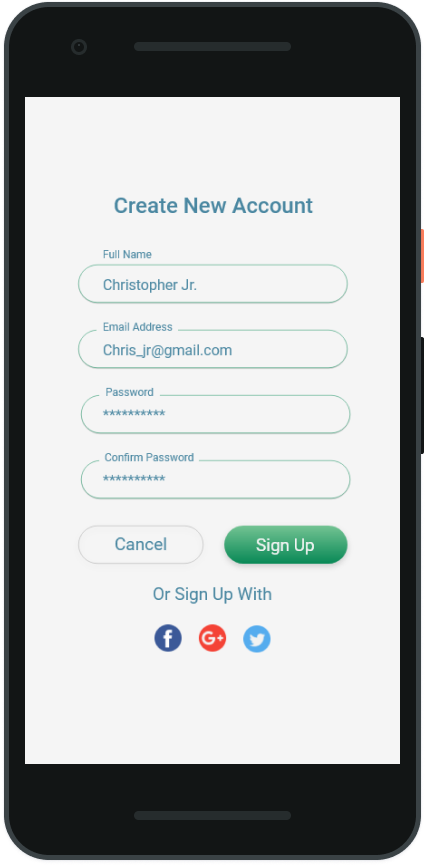 Create New Account
Full Name
Christopher Jr.
Email Address
Chris_jr@gmail.com
Password
**********
Confirm Password
**********
Cancel Sign Up
Or Sign Up With
f G+